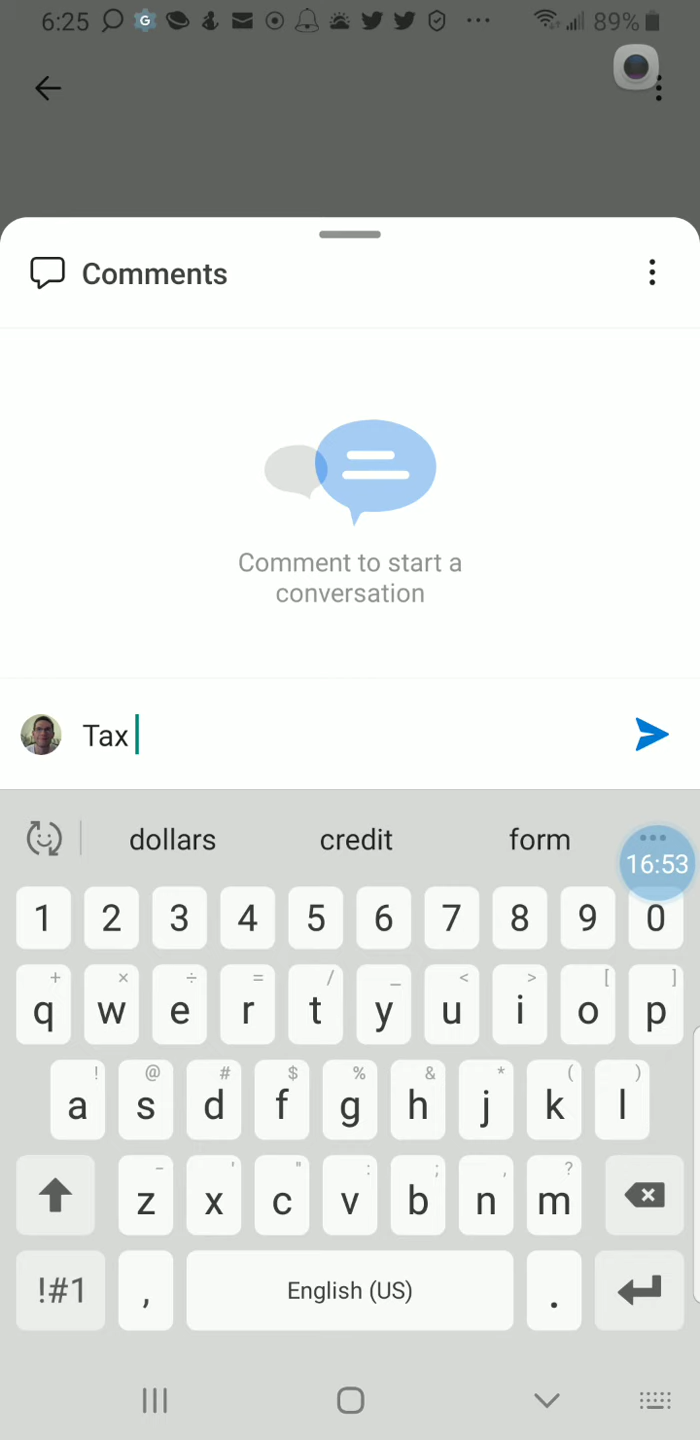 6:25 G 89%
Comments
Comment to start a
conversation
Tax
dollars credit form
16:53
1 2 3 4 5 6 7 8 9 0
+ × ÷ = / _ < > [ ]
q w e r t y u i o p
! @ # $ % & * ( )
a s d f g h j k l
- ' " : ; , ?
z x c v b n m
!#1 , English (US) .